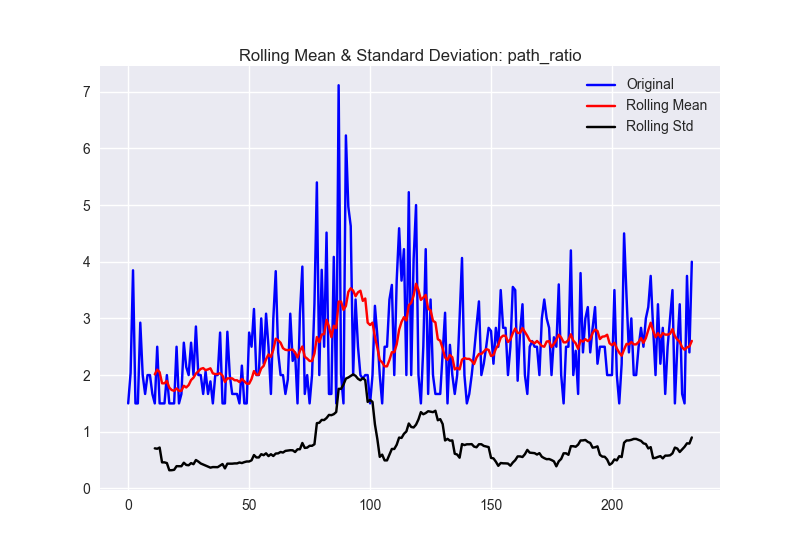 Rolling Mean & Standard Deviation: path_ratio
Original
Rolling Mean
Rolling Std
7
6
5
4
3
2
1
0
0 50 100 150 200